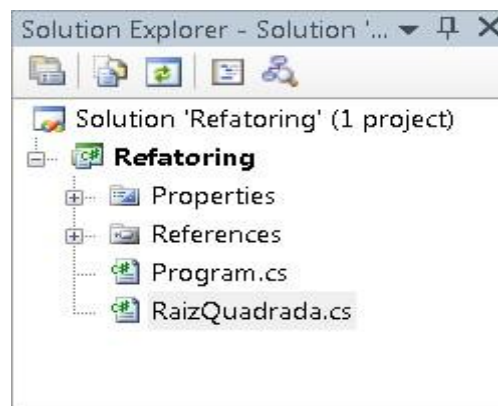 Solution Explorer - Solution '...
Solution 'Refatoring' (1 project)
Refatoring
Properties
References
Program.cs
RaizQuadrada.cs